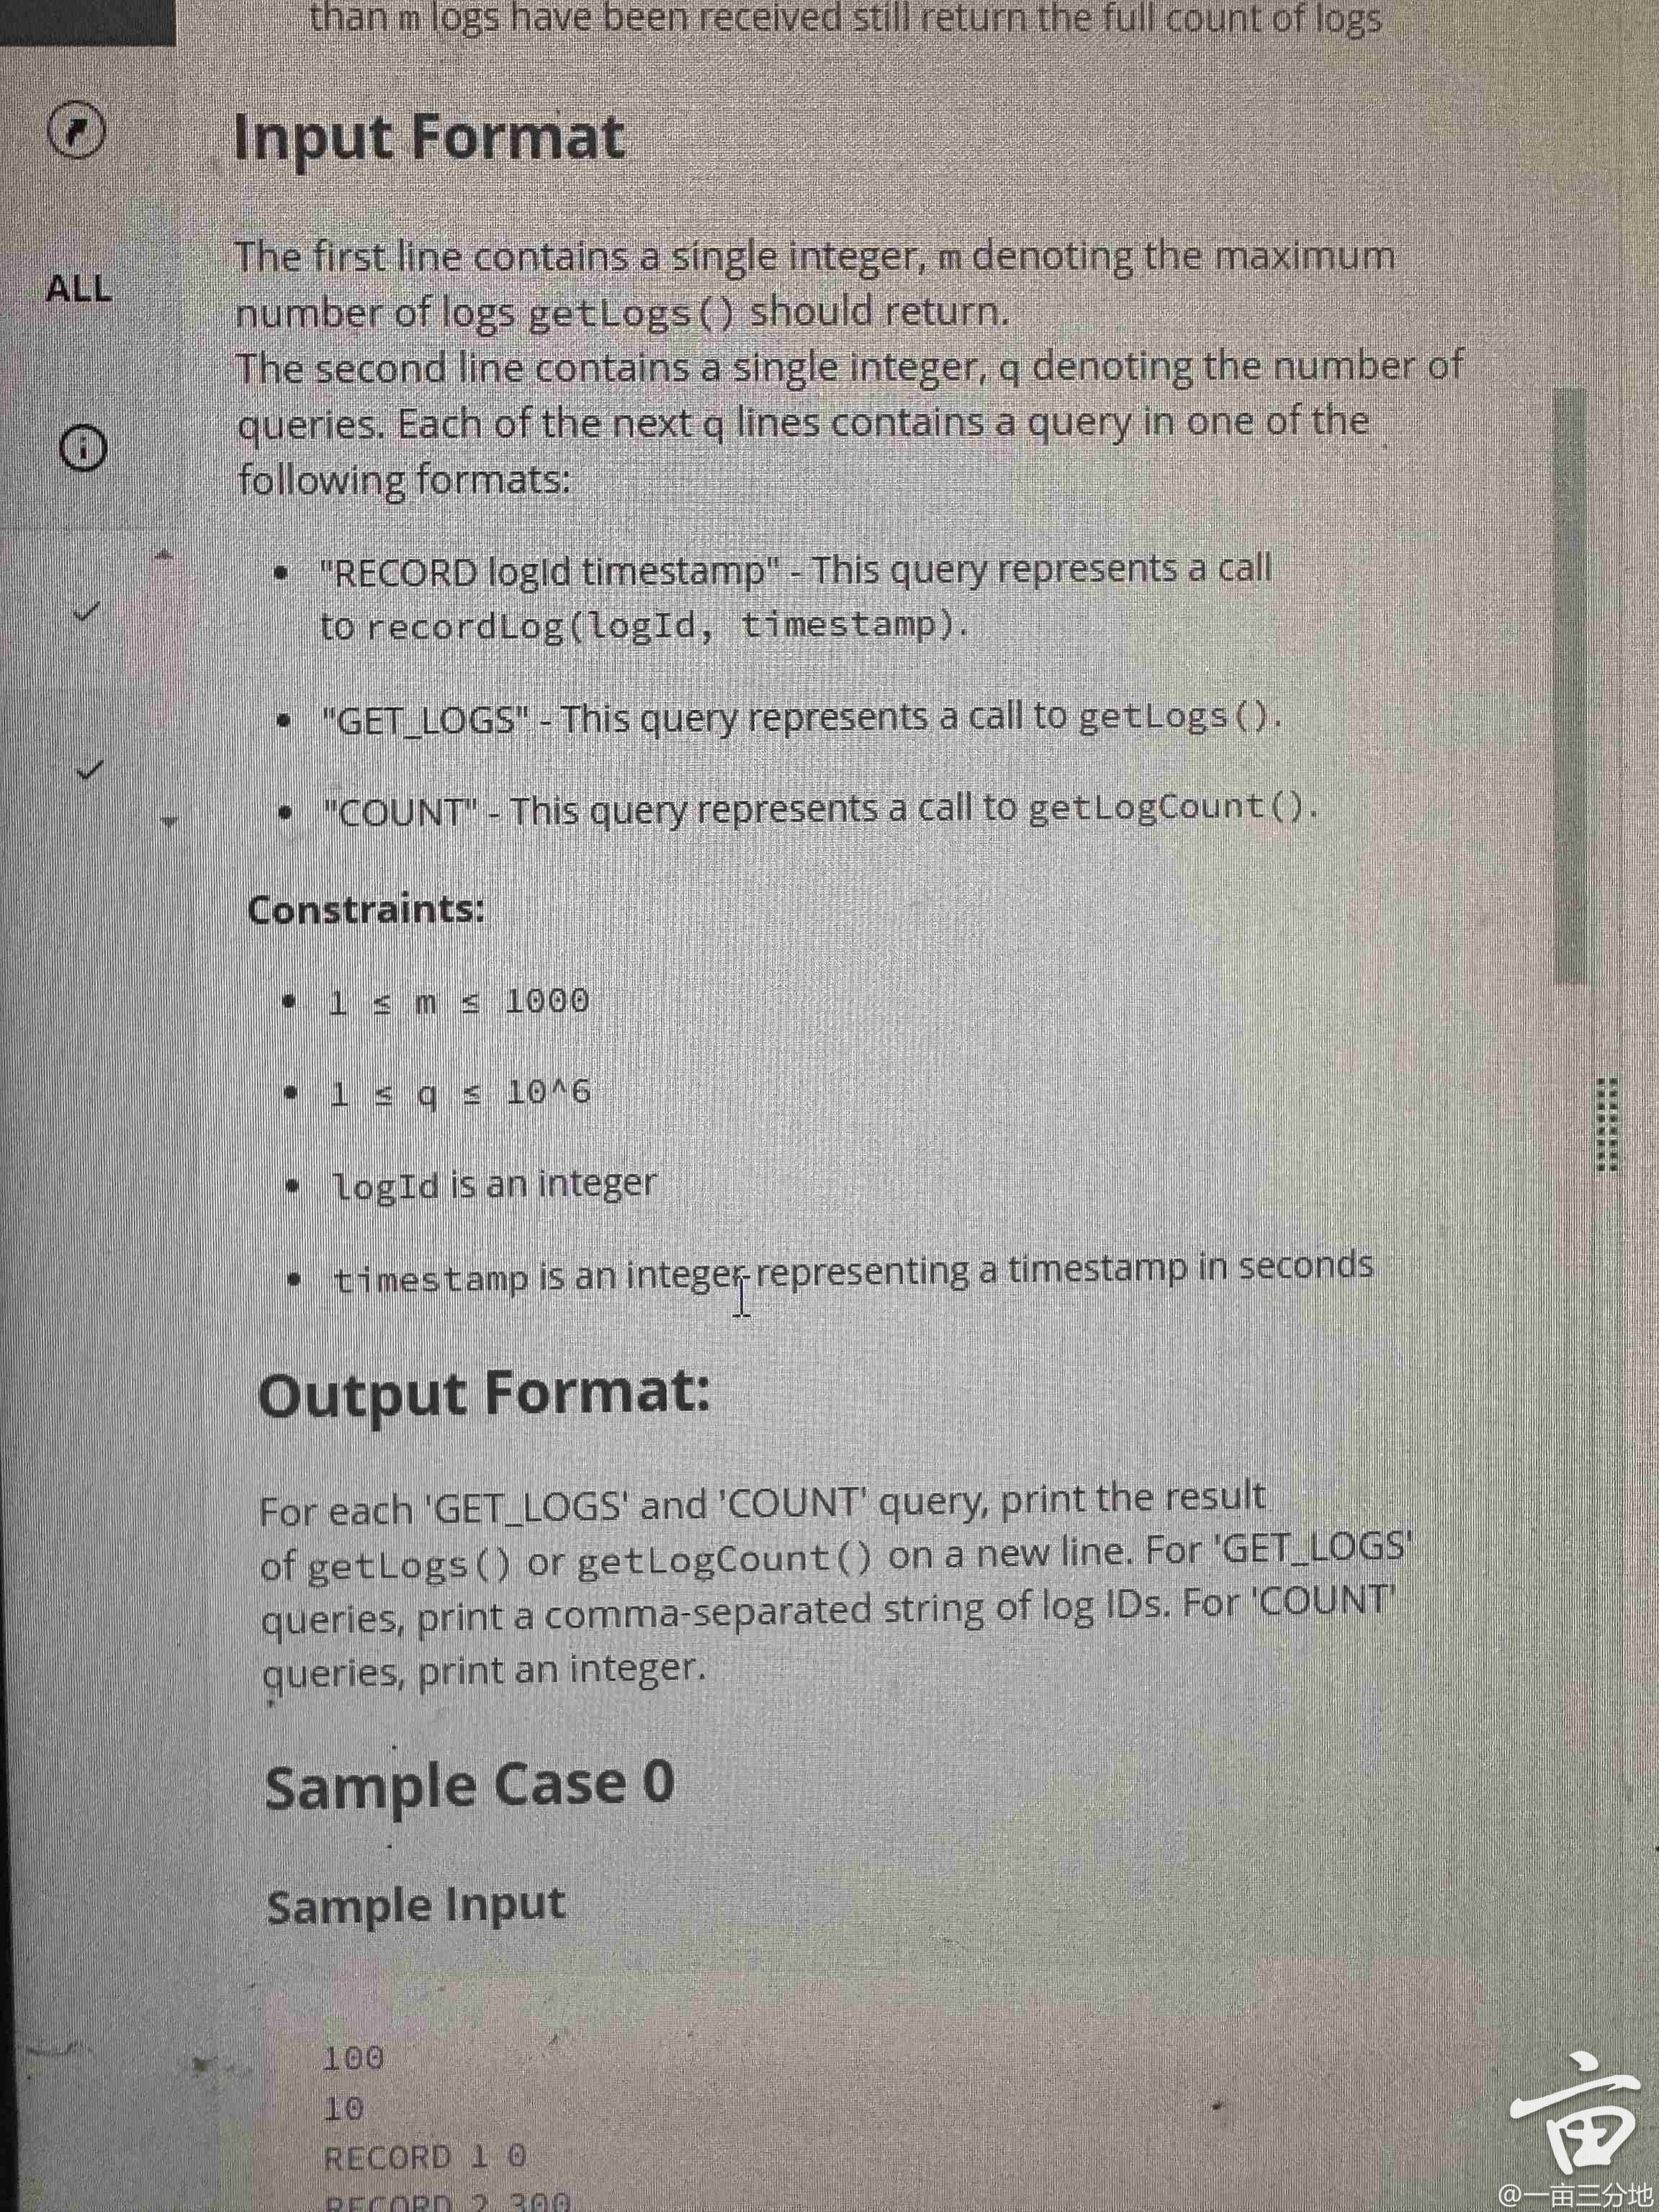 than m logs have been received still return the full count of logs
Input Format
The first line contains a single integer, m denoting the maximum
number of logs getLogs() should return.
The second line contains a single integer, q denoting the number of
queries. Each of the next q lines contains a query in one of the
following formats:
ALL
• "RECORD logId timestamp" - This query represents a call
to recordLog(logId, timestamp).
• "GET_LOGS" - This query represents a call to getLogs().
• "COUNT" - This query represents a call to getLogCount().
Constraints:
• 1 ≤ m ≤ 1000
• 1 ≤ q ≤ 10^6
• logId is an integer
• timestamp is an integer representing a timestamp in seconds
Output Format:
For each 'GET_LOGS' and 'COUNT' query, print the result
of getLogs() or getLogCount() on a new line. For 'GET_LOGS'
queries, print a comma-separated string of log IDs. For 'COUNT'
queries, print an integer.
Sample Case 0
Sample Input
100
10
RECORD 1 0
RECORD 2 300
亩
@一亩三分地